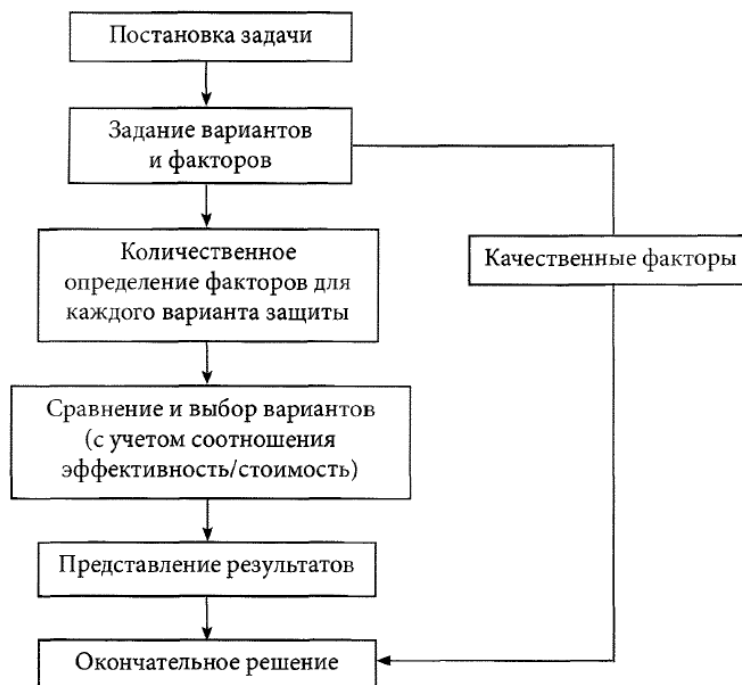 Постановка задачи
Задание вариантов
и факторов
Количественное
определение факторов для
каждого варианта защиты
Качественные факторы
Сравнение и выбор вариантов
(с учетом соотношения
эффективность/стоимость)
Представление результатов
Окончательное решение